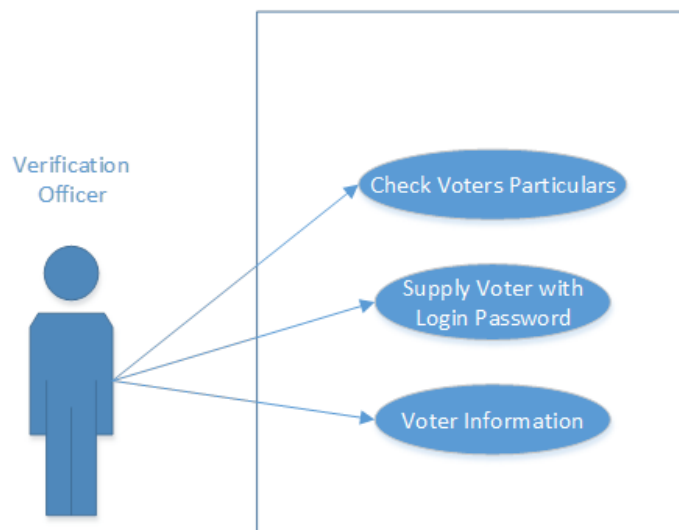 Verification
Officer
Check Voters Particulars
Supply Voter with
Login Password
Voter Information